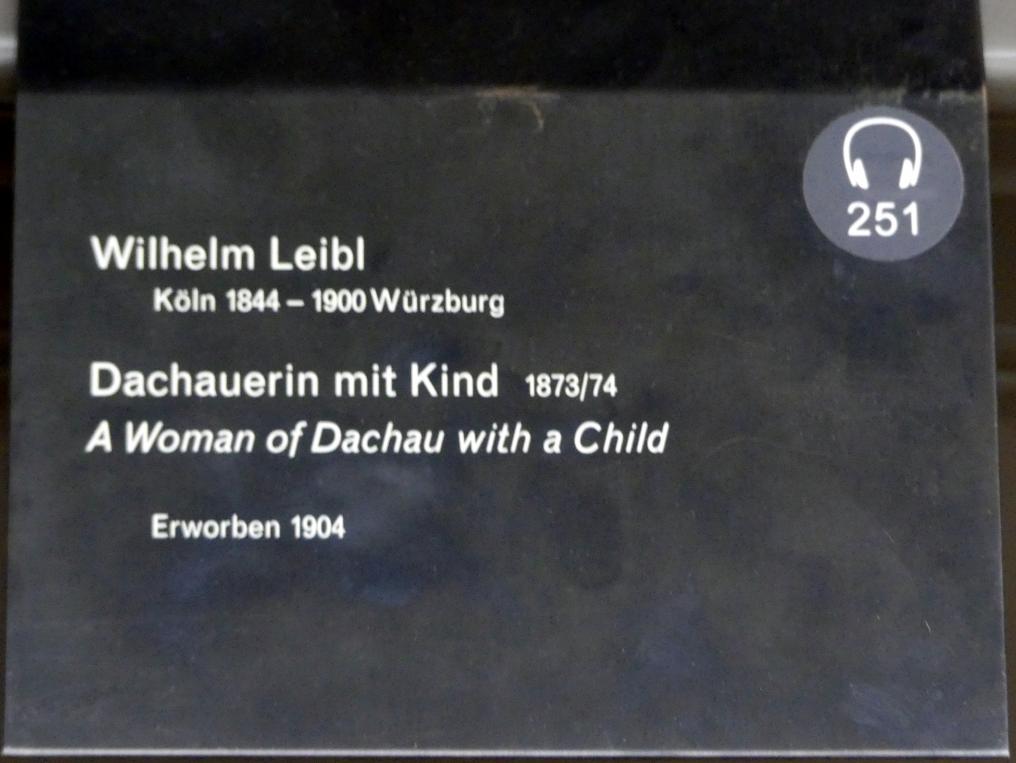 251
Wilhelm Leibl
Köln 1844 – 1900 Würzburg
Dachauerin mit Kind 1873/74
A Woman of Dachau with a Child
Erworben 1904